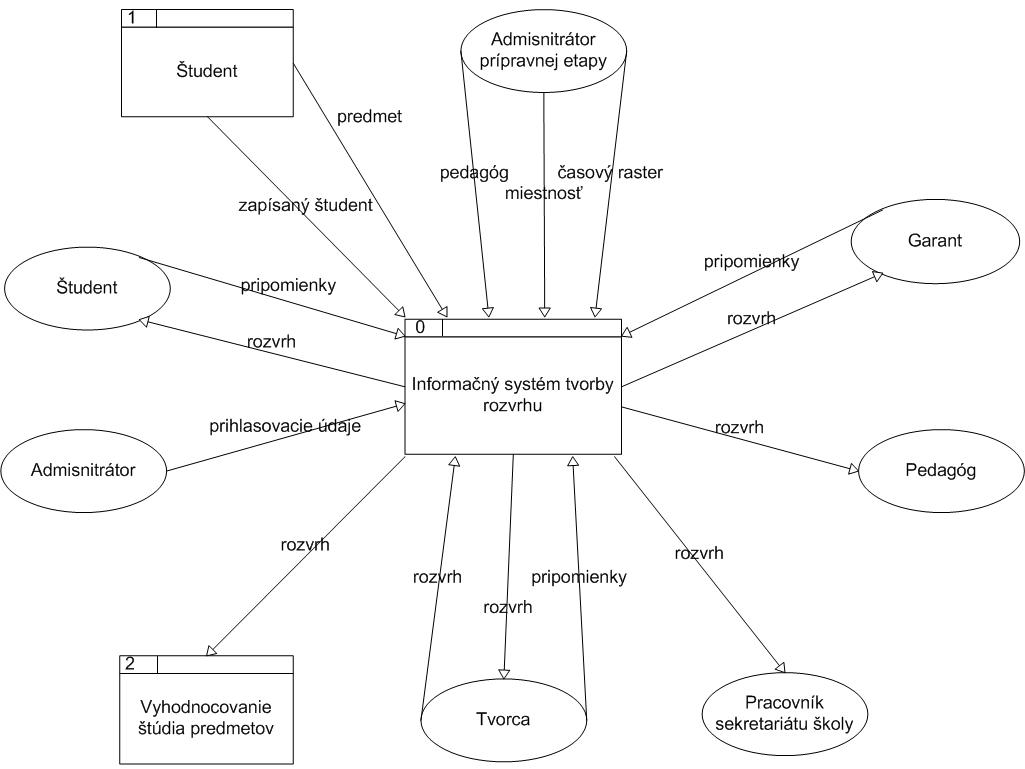 1
Študent
Admisnitrátor
prípravnej etapy
predmet
pedagóg
časový raster
miestnosť
zapísaný študent
Garant
pripomienky
Študent
pripomienky
rozvrh
rozvrh
0
Informačný systém tvorby
rozvrhu
prihlasovacie údaje
rozvrh
Admisnitrátor
Pedagóg
rozvrh
rozvrh
rozvrh
pripomienky
rozvrh
2
Vyhodnocovanie
štúdia predmetov
Tvorca
Pracovník
sekretariátu školy